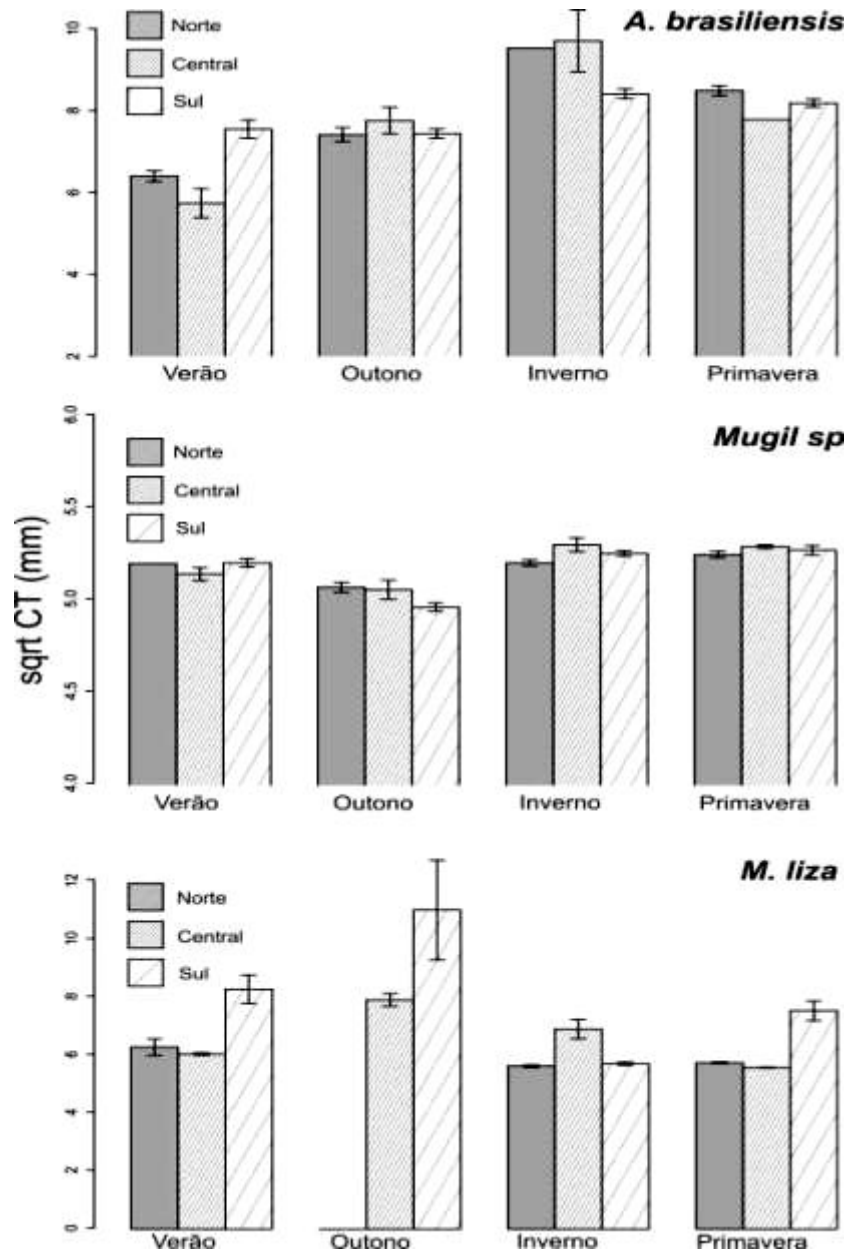 A. brasiliensis
Norte
Central
Sul
10
8
6
4
2
Verão Outono Inverno Primavera
Mugil sp
sqrt CT (mm)
Norte
Central
Sul
6.0
5.5
5.0
4.5
4.0
Verão Outono Inverno Primavera
M. liza
Norte
Central
Sul
12
10
8
6
4
2
0
Verão Outono Inverno Primavera